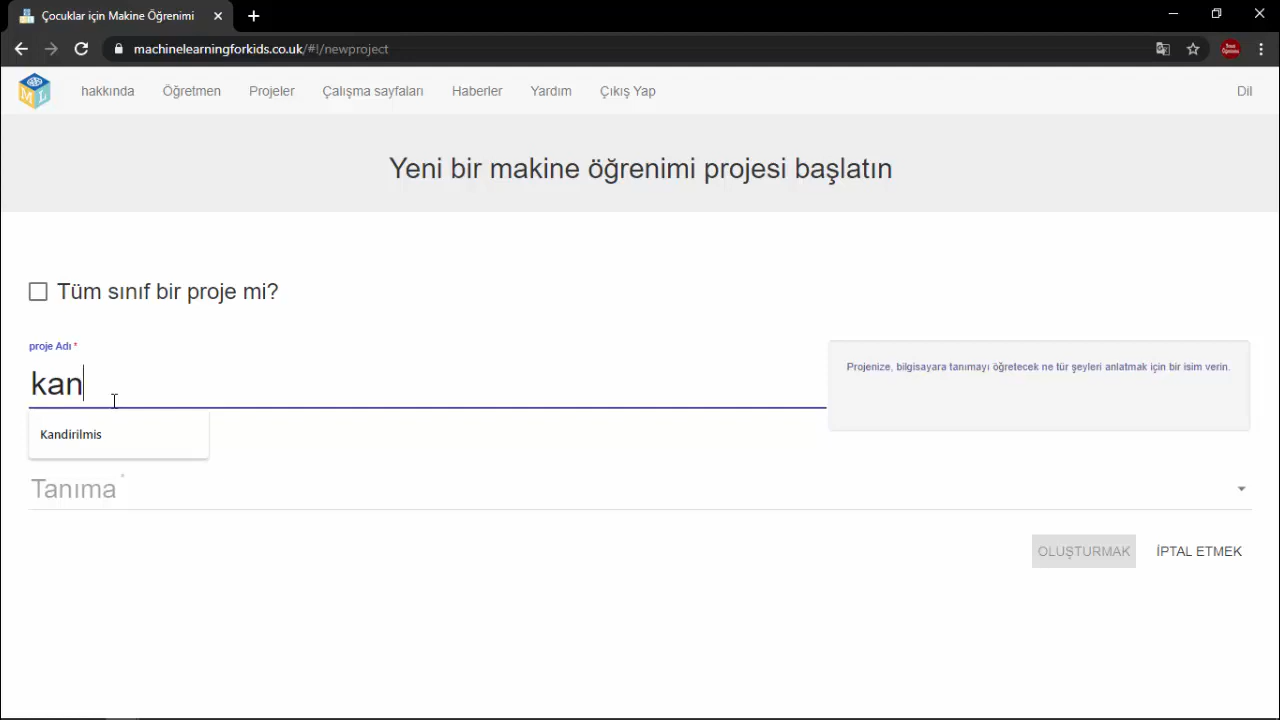 Çocuklar için Makine Öğrenimi
machinelearningforkids.co.uk/#!/newproject
hakkında Öğretmen Projeler Çalışma sayfaları Haberler Yardım Çıkış Yap Dil
Yeni bir makine öğrenimi projesi başlatın
Tüm sınıf bir proje mi?
proje Adı *
kan
Projenize, bilgisayara tanımayı öğretecek ne tür şeyleri anlatmak için bir isim verin.
Kandirilmis
Tanıma *
OLUŞTURMAK İPTAL ETMEK